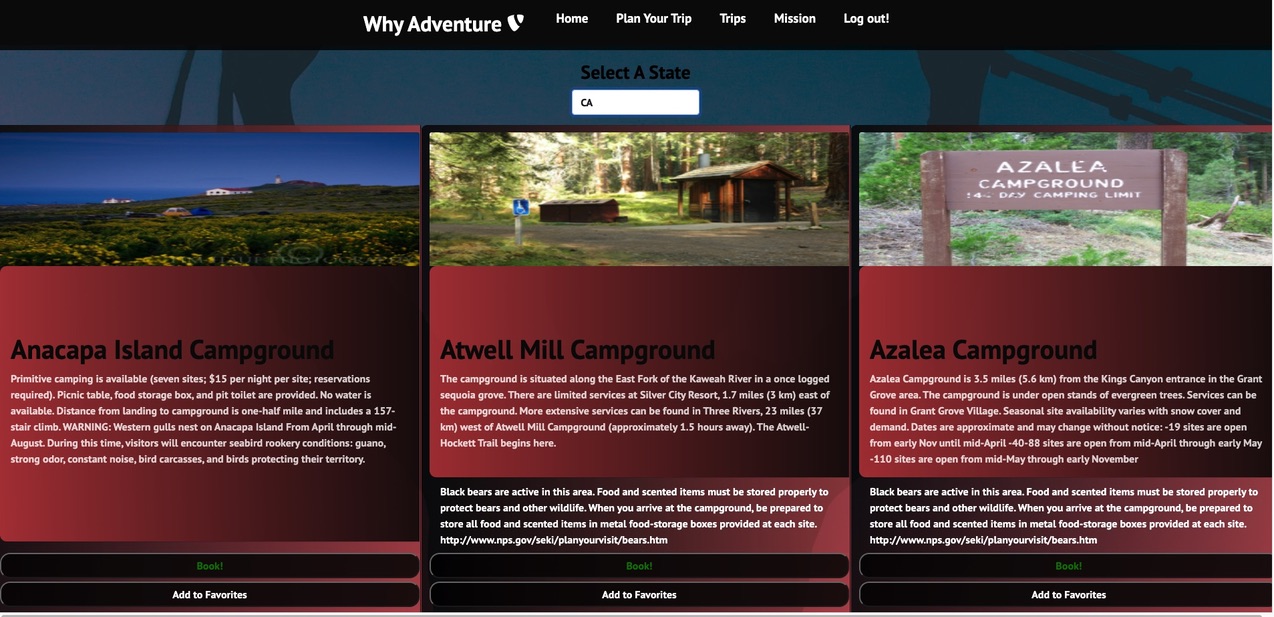 Why Adventure
Home
Plan Your Trip
Trips
Mission
Log out!
Select A State
CA
Anacapa Island Campground
Primitive camping is available (seven sites; $15 per night per site; reservations
required). Picnic table, food storage box, and pit toilet are provided. No water is
available. Distance from landing to campground is one-half mile and includes a 157-
stair climb. WARNING: Western gulls nest on Anacapa Island From April through mid-
August. During this time, visitors will encounter seabird rookery conditions: guano,
strong odor, constant noise, bird carcasses, and birds protecting their territory.
Book!
Add to Favorites
Atwell Mill Campground
The campground is situated along the East Fork of the Kaweah River in a once logged
sequoia grove. There are limited services at Silver City Resort, 1.7 miles (3 km) east of
the campground. More extensive services can be found in Three Rivers, 23 miles (37
km) west of Atwell Mill Campground (approximately 1.5 hours away). The Atwell-
Hockett Trail begins here.
Black bears are active in this area. Food and scented items must be stored properly to
protect bears and other wildlife. When you arrive at the campground, be prepared to
store all food and scented items in metal food-storage boxes provided at each site.
http://www.nps.gov/seki/planyourvisit/bears.htm
Book!
Add to Favorites
AZALEA
CAMPGROUND
14 DAY CAMPING LIMIT
Azalea Campground
Azalea Campground is 3.5 miles (5.6 km) from the Kings Canyon entrance in the Grant
Grove area. The campground is under open stands of evergreen trees. Services can be
found in Grant Grove Village. Seasonal site availability varies with snow cover and
demand. Dates are approximate and may change without notice: -19 sites are open
from early Nov until mid-April -40-88 sites are open from mid-April through early May
-110 sites are open from mid-May through early November
Black bears are active in this area. Food and scented items must be stored properly to
protect bears and other wildlife. When you arrive at the campground, be prepared to
store all food and scented items in metal food-storage boxes provided at each site.
http://www.nps.gov/seki/planyourvisit/bears.htm
Book!
Add to Favorites